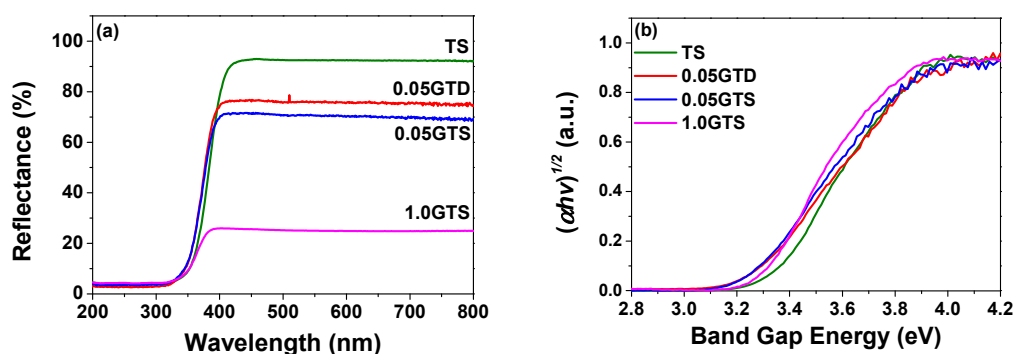 (a)
TS
0.05GTD
0.05GTS
1.0GTS
Reflectance (%)
100
80
60
40
20
0
200 300 400 500 600 700 800
Wavelength (nm)
(b)
TS
0.05GTD
0.05GTS
1.0GTS
(αhν)^1/2 (a.u.)
1.0
0.8
0.6
0.4
0.2
0.0
2.8 3.0 3.2 3.4 3.6 3.8 4.0 4.2
Band Gap Energy (eV)